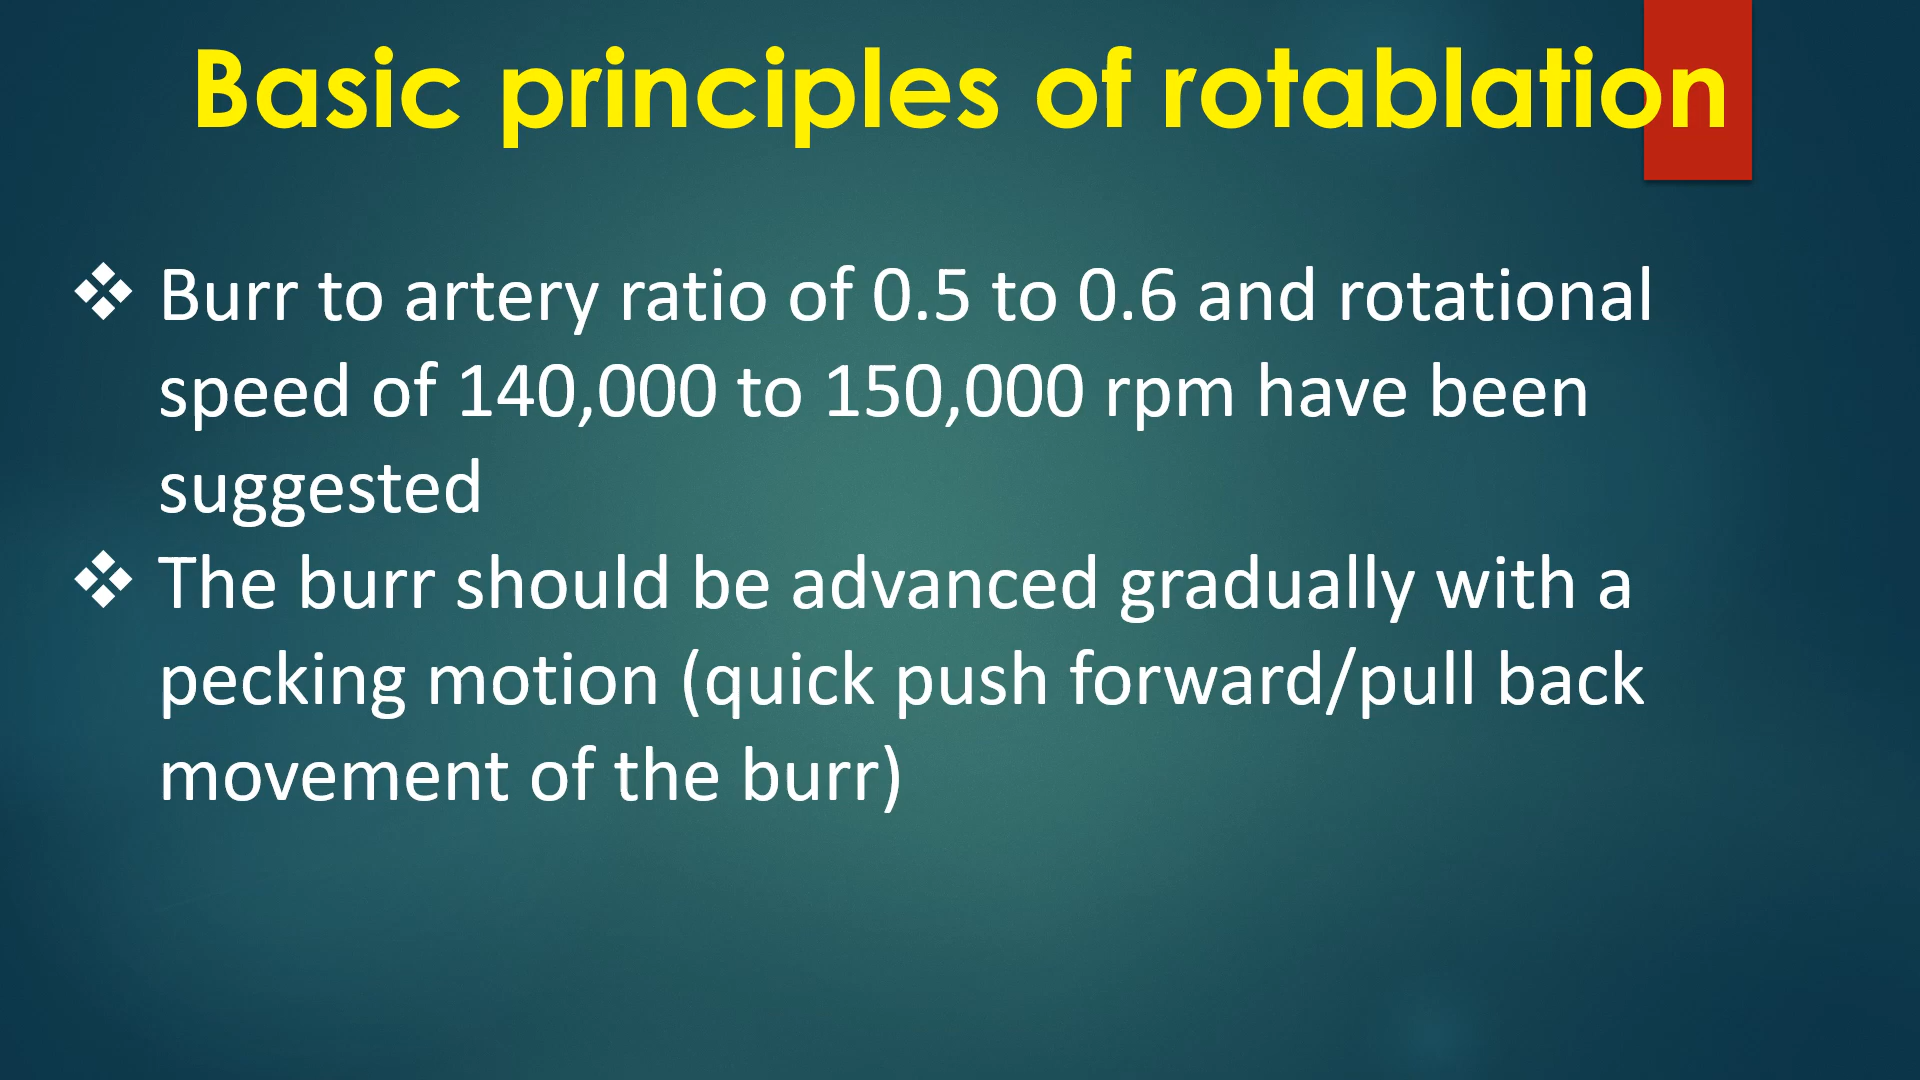 Basic principles of rotablation
❖ Burr to artery ratio of 0.5 to 0.6 and rotational
speed of 140,000 to 150,000 rpm have been
suggested
❖ The burr should be advanced gradually with a
pecking motion (quick push forward/pull back
movement of the burr)